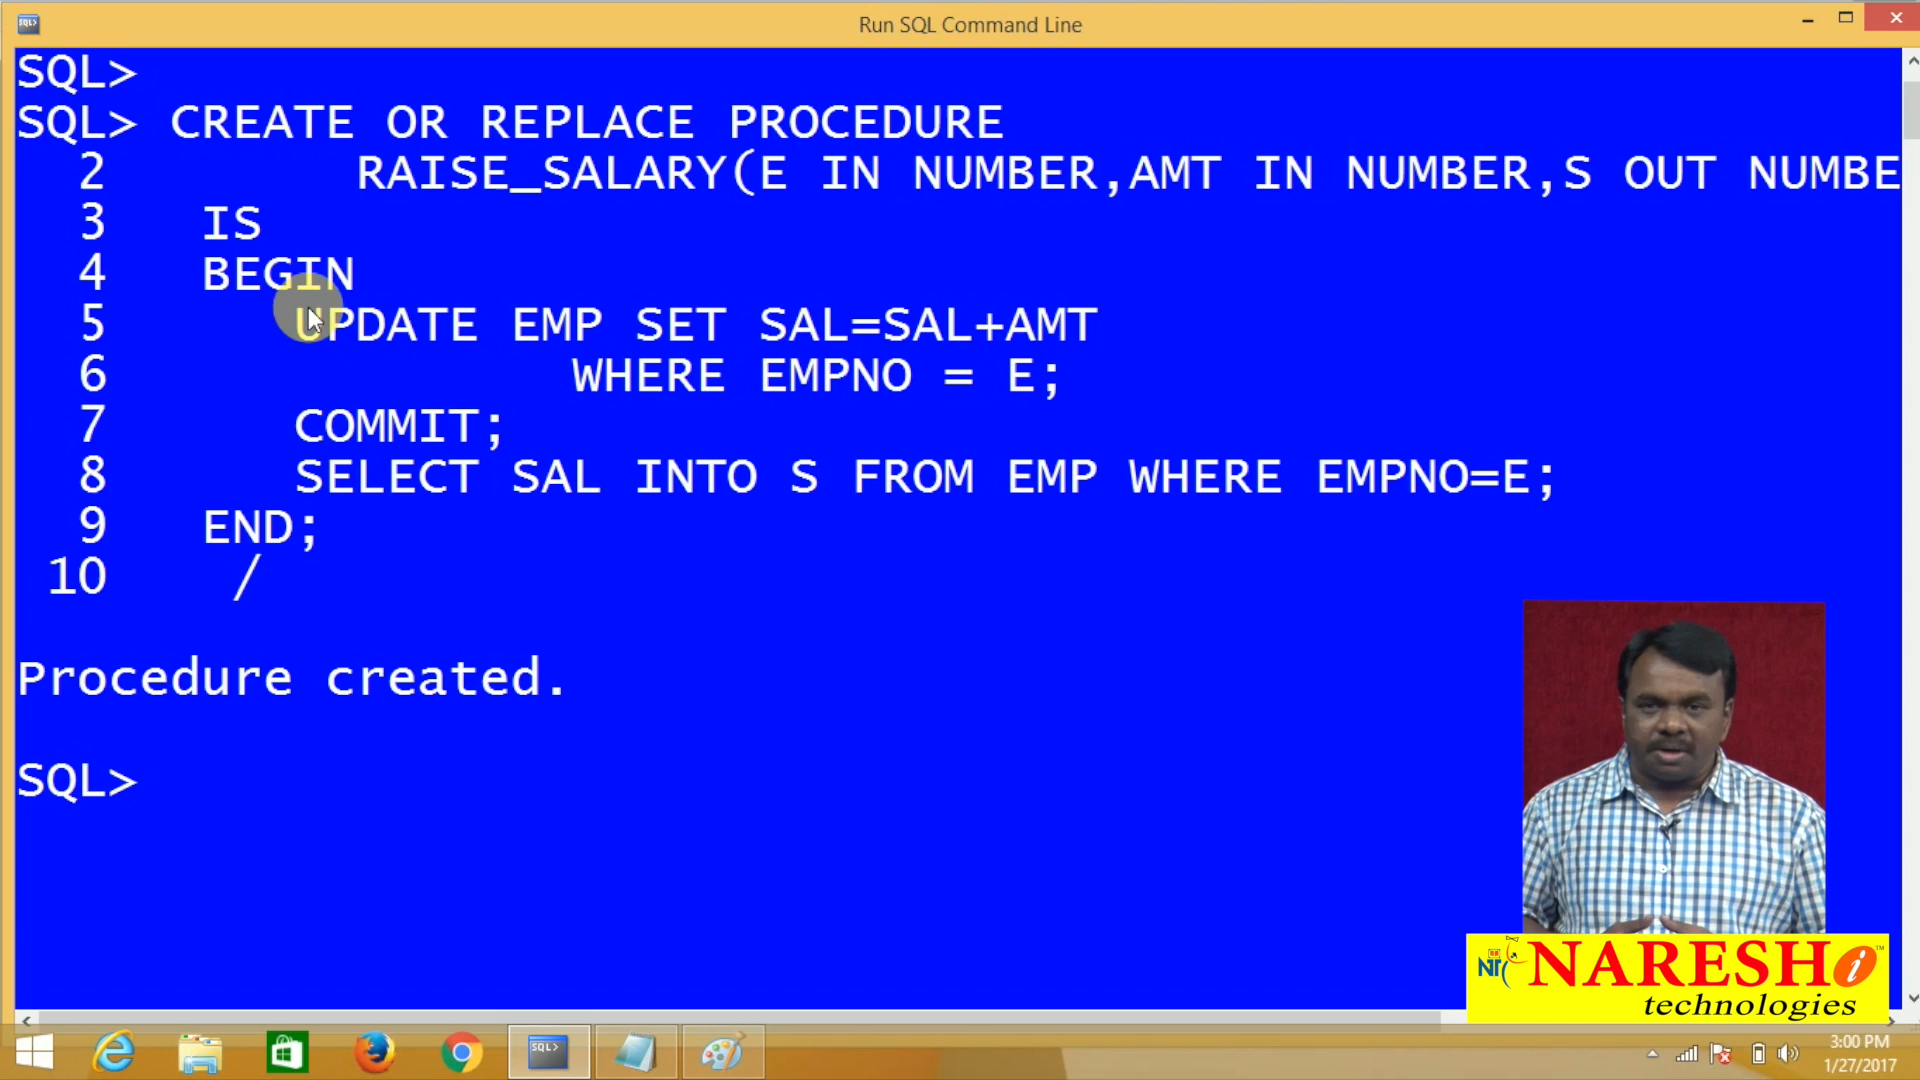 Run SQL Command Line
SQL>
SQL> CREATE OR REPLACE PROCEDURE
2 RAISE_SALARY(E IN NUMBER,AMT IN NUMBER,S OUT NUMBE
3 IS
4 BEGIN
5 UPDATE EMP SET SAL=SAL+AMT
6 WHERE EMPNO = E;
7 COMMIT;
8 SELECT SAL INTO S FROM EMP WHERE EMPNO=E;
9 END;
10 /
Procedure created.
SQL>
NARESH i
technologies
3:00 PM
1/27/2017